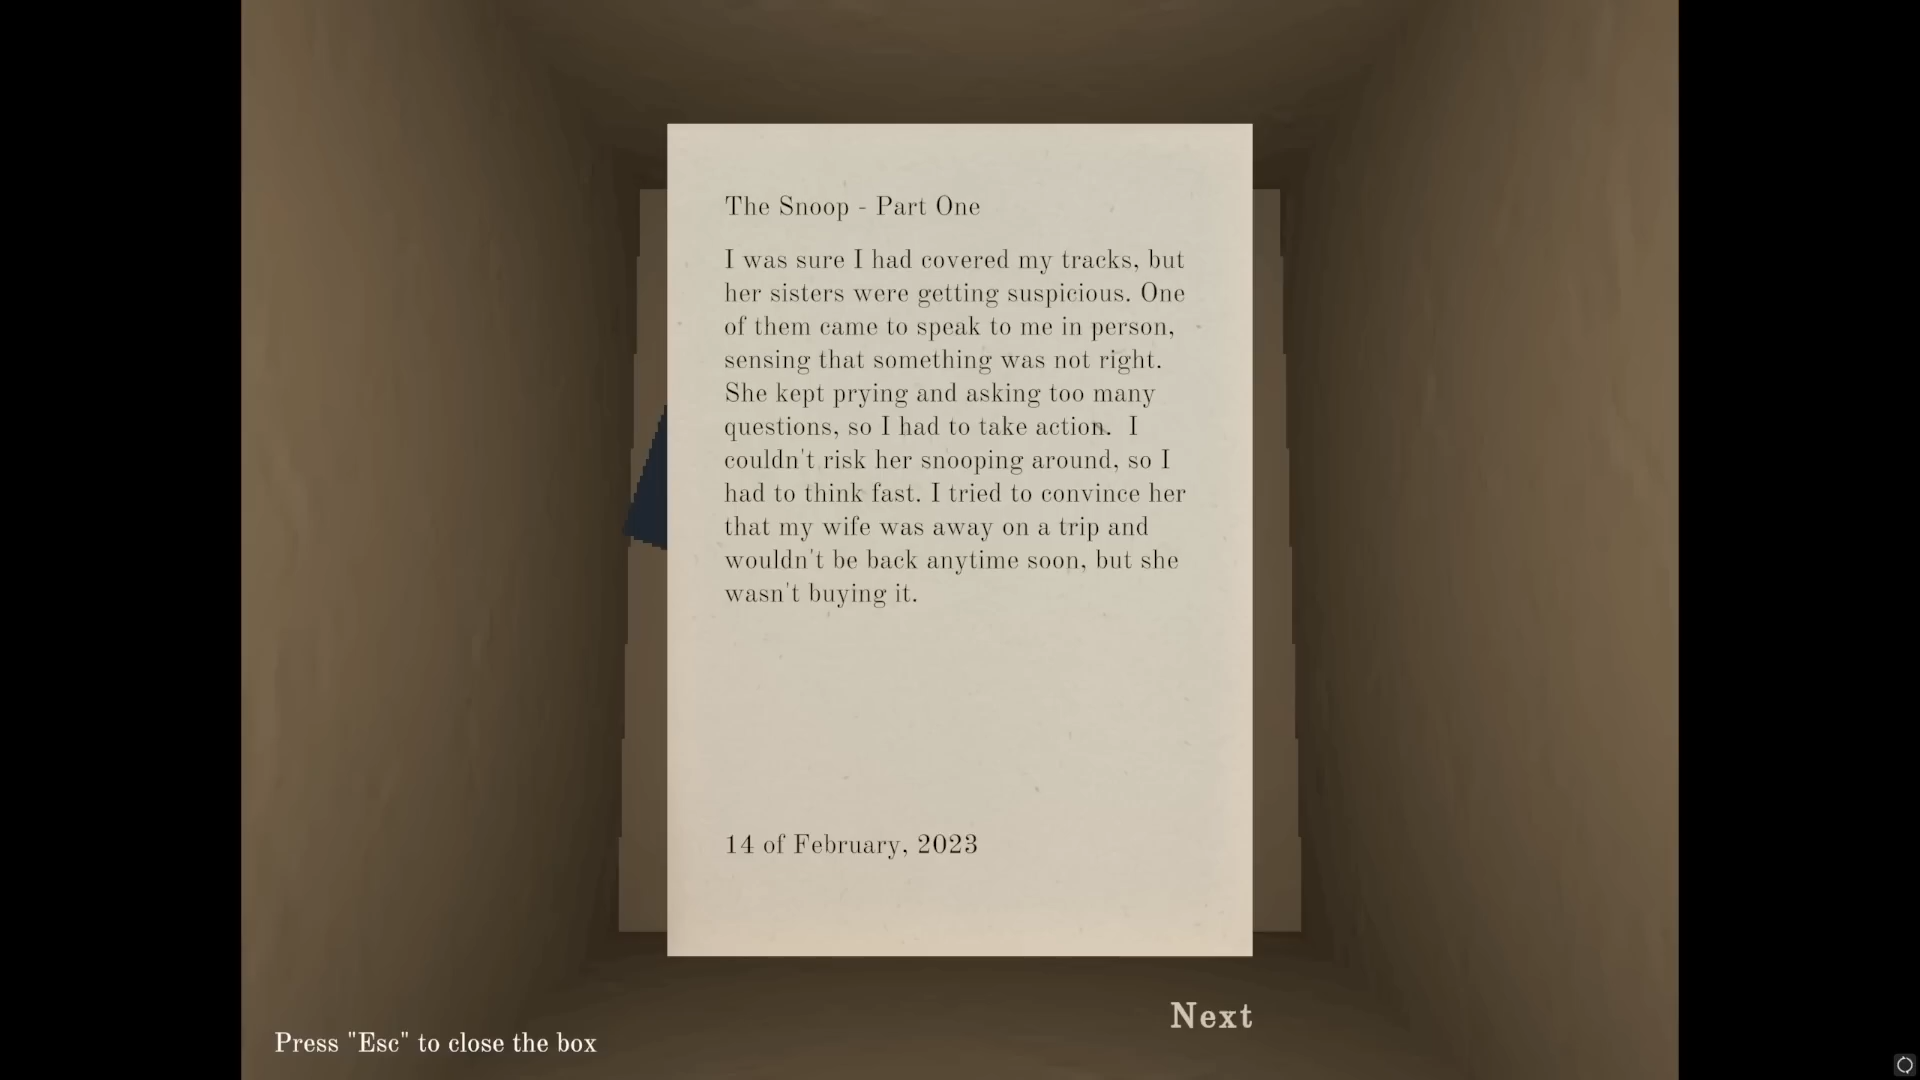 The Snoop - Part One
I was sure I had covered my tracks, but
her sisters were getting suspicious. One
of them came to speak to me in person,
sensing that something was not right.
She kept prying and asking too many
questions, so I had to take action.  I
couldn't risk her snooping around, so I
had to think fast. I tried to convince her
that my wife was away on a trip and
wouldn't be back anytime soon, but she
wasn't buying it.
14 of February, 2023
Next
Press "Esc" to close the box